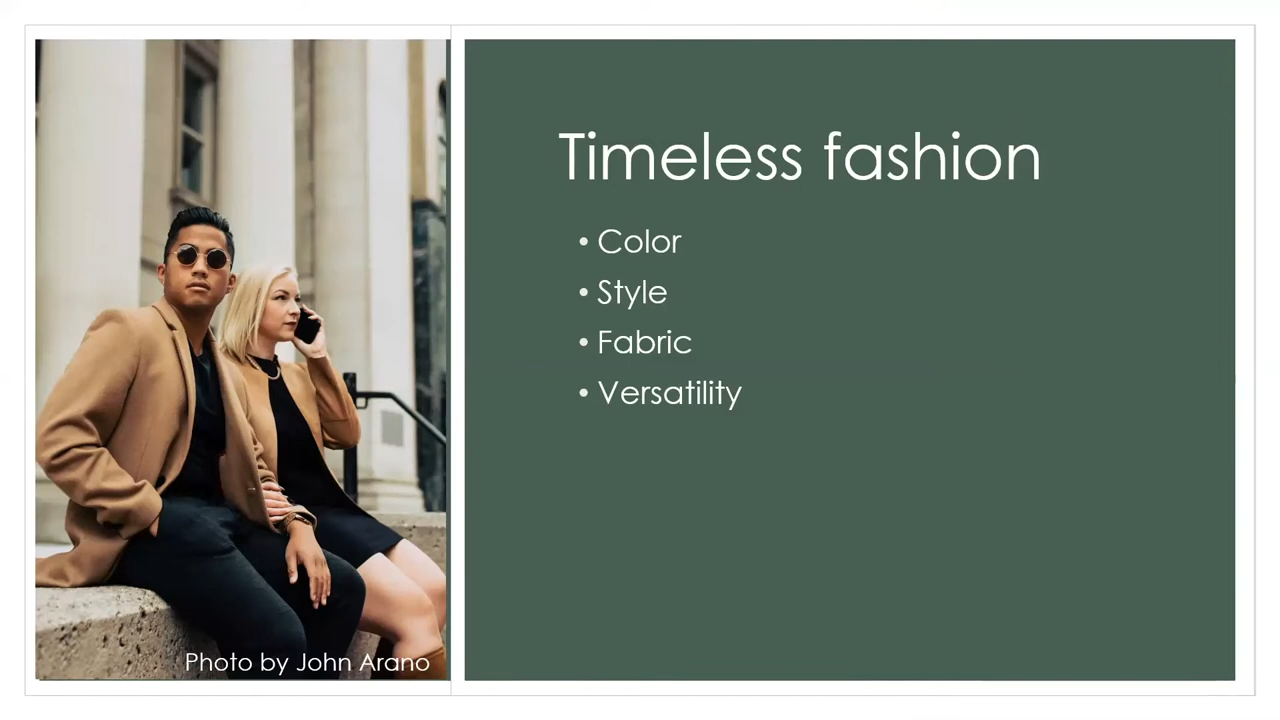 Timeless fashion
• Color
• Style
• Fabric
• Versatility
Photo by John Arano